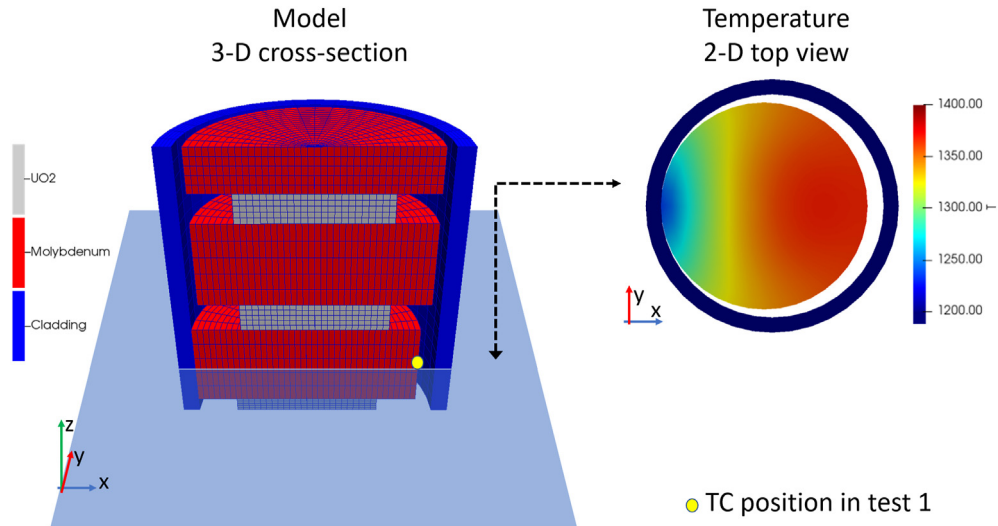 Model
3-D cross-section
Temperature
2-D top view
UO2
Molybdenum
Cladding
z
y
x
y
x
1400.00
1350.00
1300.00 T
1250.00
1200.00
TC position in test 1